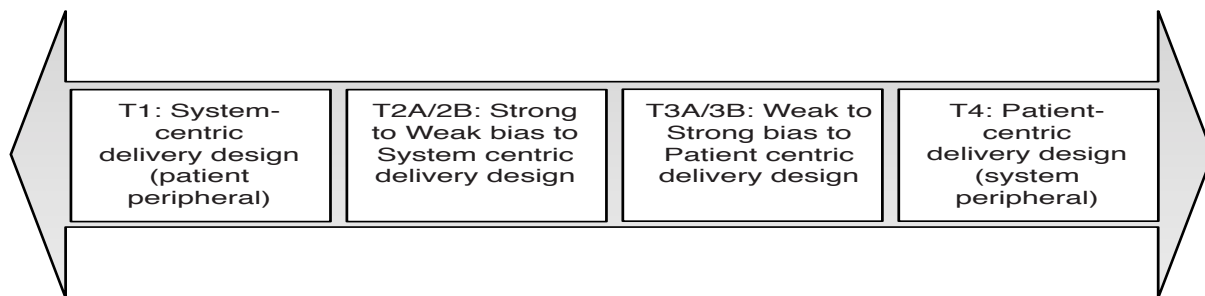 T1: System-
centric
delivery design
(patient
peripheral)
T2A/2B: Strong
to Weak bias to
System centric
delivery design
T3A/3B: Weak to
Strong bias to
Patient centric
delivery design
T4: Patient-
centric
delivery design
(system
peripheral)